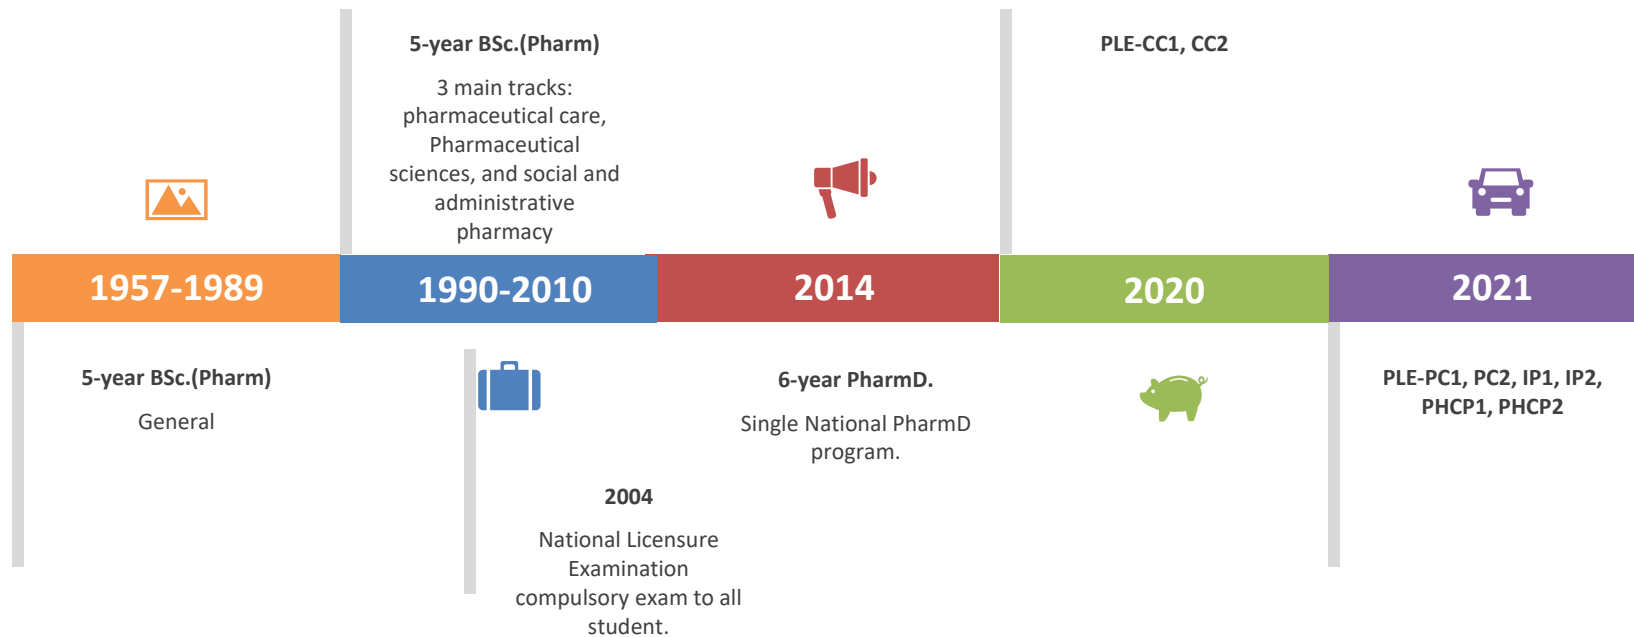 5-year BSc.(Pharm)
3 main tracks:
pharmaceutical care,
Pharmaceutical
sciences, and social and
administrative
pharmacy
PLE-CC1, CC2
1957-1989
1990-2010
2014
2020
2021
5-year BSc.(Pharm)
General
2004
National Licensure
Examination
compulsory exam to all
student.
6-year PharmD.
Single National PharmD
program.
PLE-PC1, PC2, IP1, IP2,
PHCP1, PHCP2